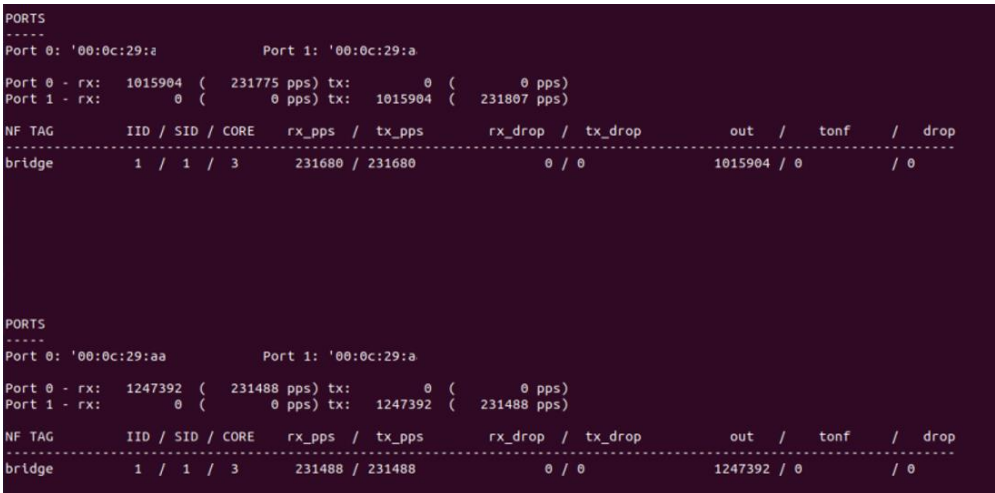 PORTS
-----
Port 0: '00:0c:29:a                Port 1: '00:0c:29:a
Port 0 - rx:   1015904  (   231775 pps) tx:         0  (        0 pps)
Port 1 - rx:         0  (        0 pps) tx:   1015904  (   231807 pps)
NF TAG         IID / SID / CORE    rx_pps  /  tx_pps        rx_drop  /  tx_drop           out   /    tonf     /   drop
----------------------------------------------------------------------------------------------------------------------
bridge          1  /  1  /  3       231680 / 231680                0 / 0                1015904 / 0           / 0
PORTS
-----
Port 0: '00:0c:29:aa               Port 1: '00:0c:29:a
Port 0 - rx:   1247392  (   231488 pps) tx:         0  (        0 pps)
Port 1 - rx:         0  (        0 pps) tx:   1247392  (   231488 pps)
NF TAG         IID / SID / CORE    rx_pps  /  tx_pps        rx_drop  /  tx_drop           out   /    tonf     /   drop
----------------------------------------------------------------------------------------------------------------------
bridge          1  /  1  /  3       231488 / 231488                0 / 0                1247392 / 0           / 0